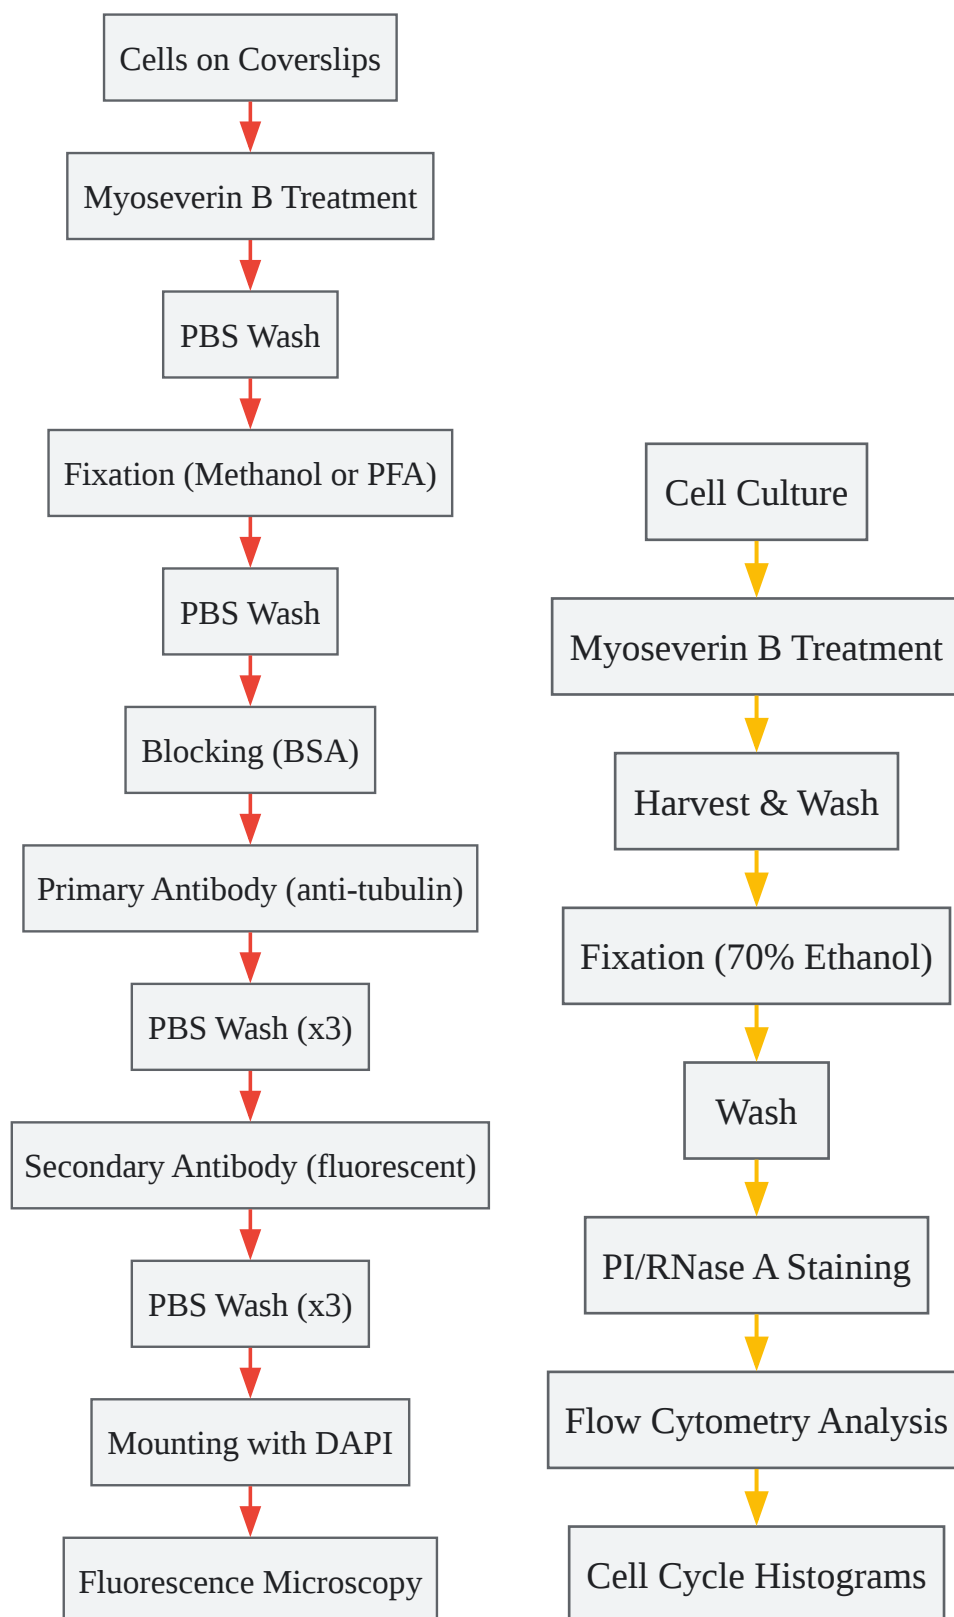 Cells on Coverslips
Myoseverin B Treatment
PBS Wash
Fixation (Methanol or PFA)
PBS Wash
Blocking (BSA)
Primary Antibody (anti-tubulin)
PBS Wash (x3)
Secondary Antibody (fluorescent)
PBS Wash (x3)
Mounting with DAPI
Fluorescence Microscopy
Cell Culture
Myoseverin B Treatment
Harvest & Wash
Fixation (70% Ethanol)
Wash
PI/RNase A Staining
Flow Cytometry Analysis
Cell Cycle Histograms